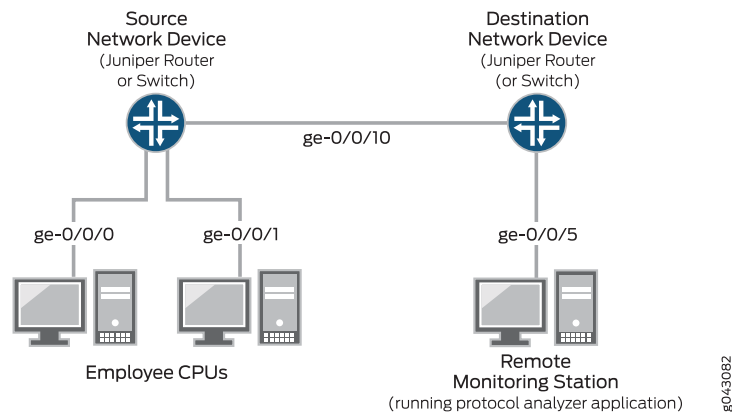 Source
Network Device
(Juniper Router
or Switch)
Destination
Network Device
(Juniper Router
(or Switch)
ge-0/0/10
ge-0/0/0
ge-0/0/1
ge-0/0/5
Employee CPUs
Remote
Monitoring Station
(running protocol analyzer application)
g043082